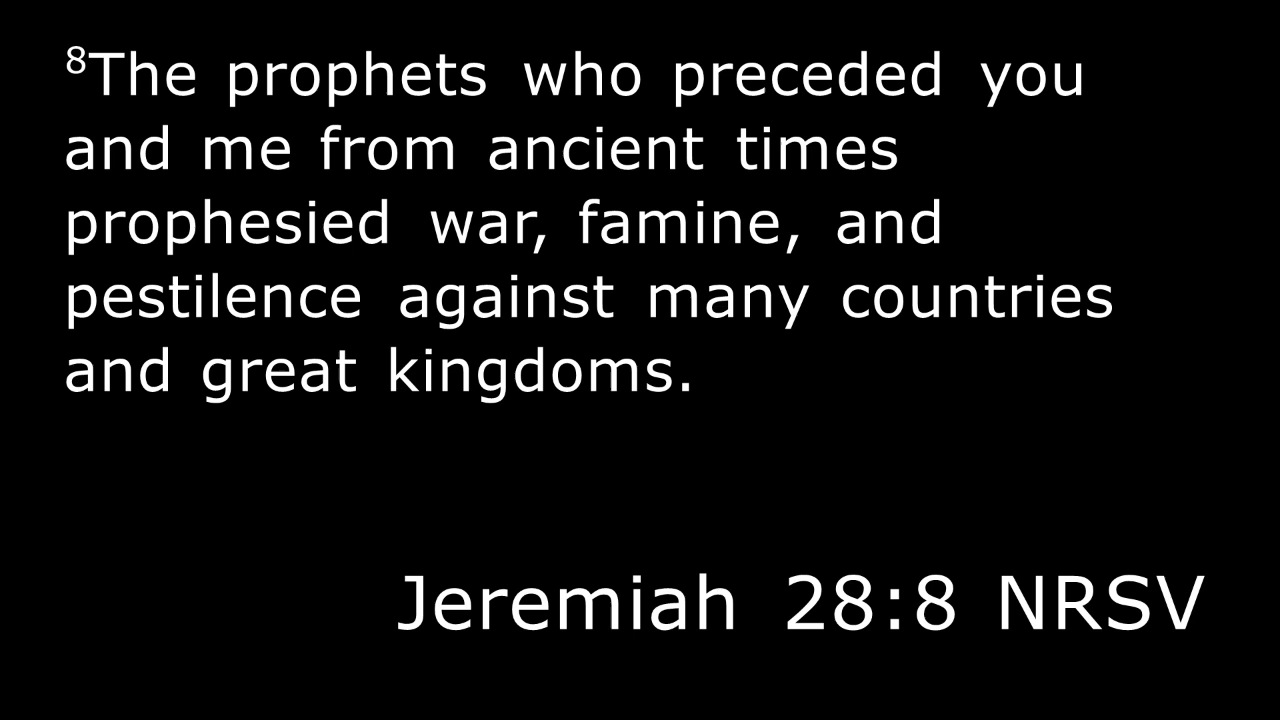 ⁸The prophets who preceded you
and me from ancient times
prophesied war, famine, and
pestilence against many countries
and great kingdoms.
Jeremiah 28:8 NRSV